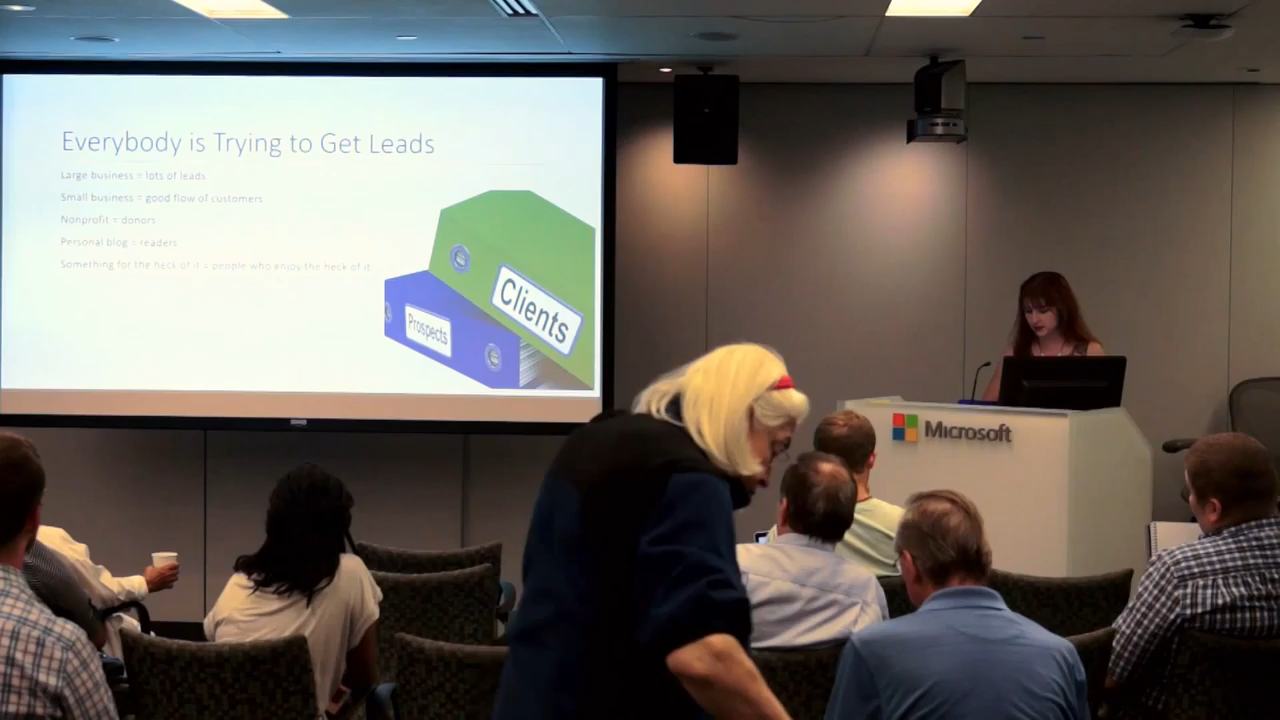 Everybody is Trying to Get Leads
Large business = lots of leads
Small business = good flow of customers
Nonprofit = donors
Personal blog = readers
Something for the heck of it = people who enjoy the heck of it
Clients
Prospects
Microsoft